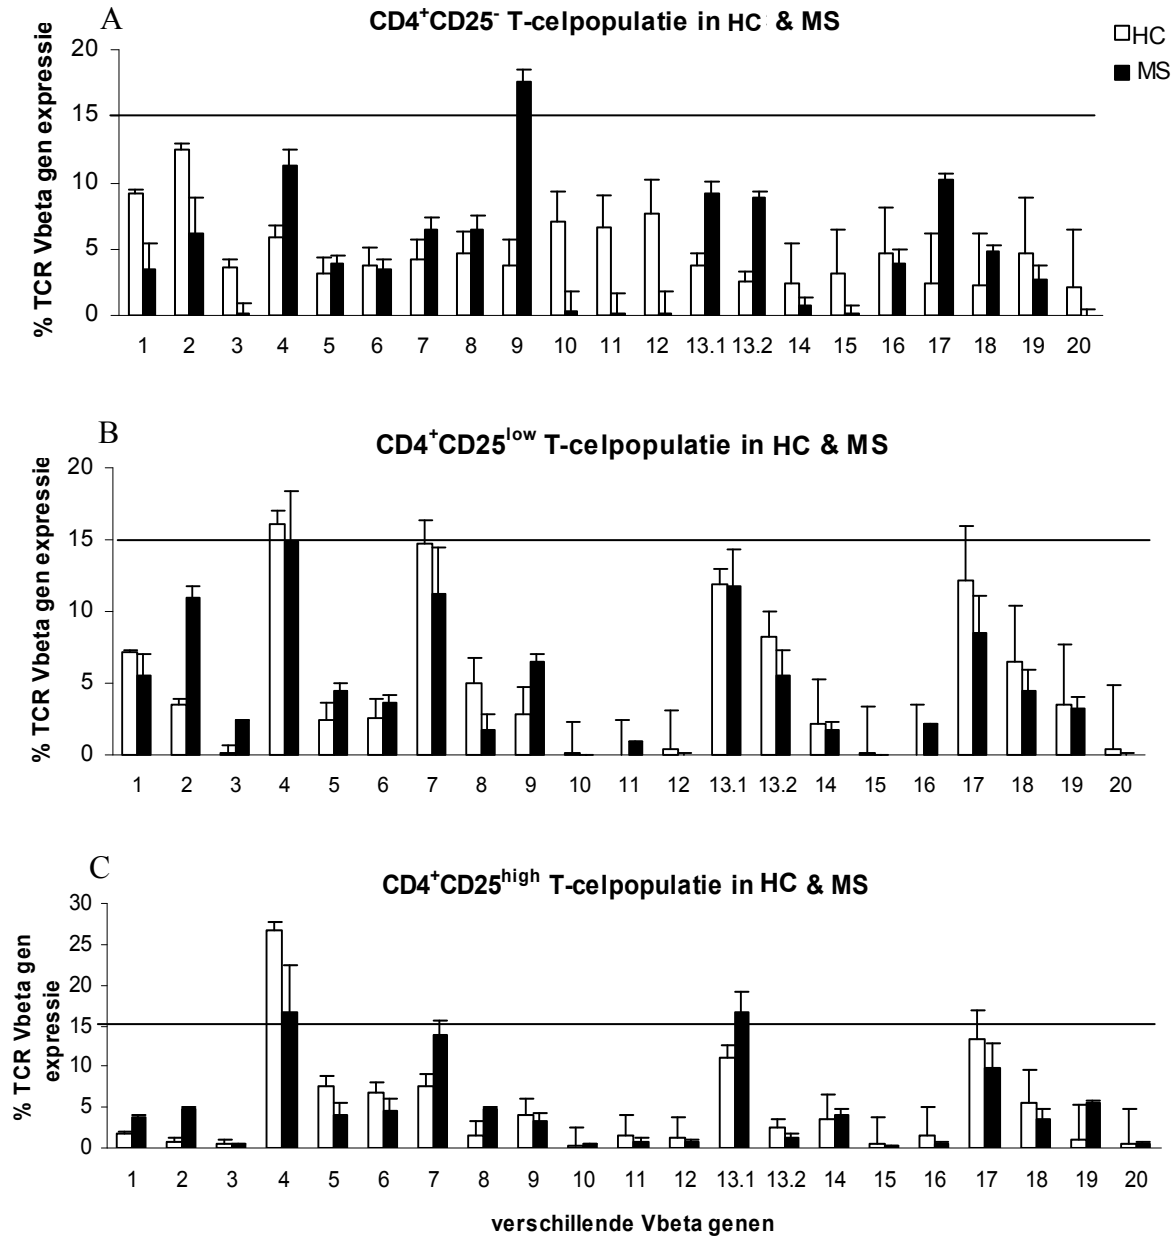 A
CD4⁺CD25⁻ T-celpopulatie in HC & MS
HC
MS
% TCR Vbeta gen expressie
20
15
10
5
0
1 2 3 4 5 6 7 8 9 10 11 12 13.1 13.2 14 15 16 17 18 19 20
B
CD4⁺CD25ˡᵒʷ T-celpopulatie in HC & MS
% TCR Vbeta gen expressie
20
15
10
5
0
1 2 3 4 5 6 7 8 9 10 11 12 13.1 13.2 14 15 16 17 18 19 20
C
CD4⁺CD25ʰⁱᵍʰ T-celpopulatie in HC & MS
% TCR Vbeta gen
expressie
30
25
20
15
10
5
0
1 2 3 4 5 6 7 8 9 10 11 12 13.1 13.2 14 15 16 17 18 19 20
verschillende Vbeta genen